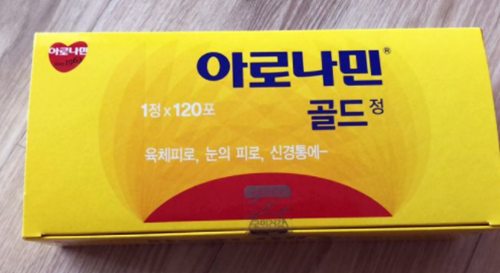 아로나민
아로나민®
1정 x 120포
골드정
육체피로, 눈의 피로, 신경통에-